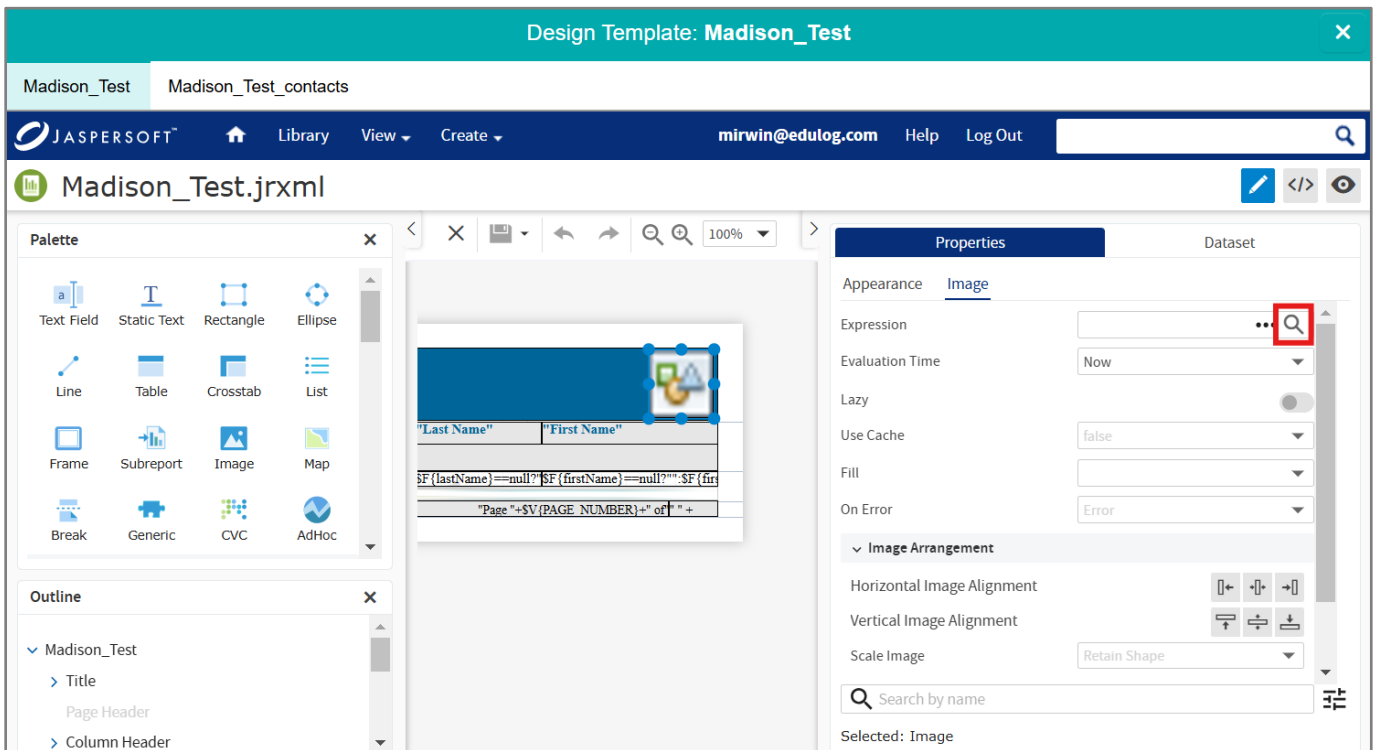 Design Template: Madison_Test
Madison_Test Madison_Test_contacts
JASPERSOFT™ Library View Create mirwin@edulog.com Help Log Out
Madison_Test.jrxml
</>
Palette
100%
Properties Dataset
Appearance Image
a
Text Field Static Text Rectangle Ellipse
Line Table Crosstab List
Frame Subreport Image Map
Break Generic CVC AdHoc
"Last Name" "First Name"
$F{lastName}==null?" $F{firstName}==null?"":$F{firs
"Page "+$V{PAGE_NUMBER}+" of " " +
Expression
Evaluation Time Now
Lazy
Use Cache false
Fill
On Error Error
Image Arrangement
Horizontal Image Alignment
Vertical Image Alignment
Scale Image Retain Shape
Search by name
Selected: Image
Outline
Madison_Test
Title
Page Header
Column Header